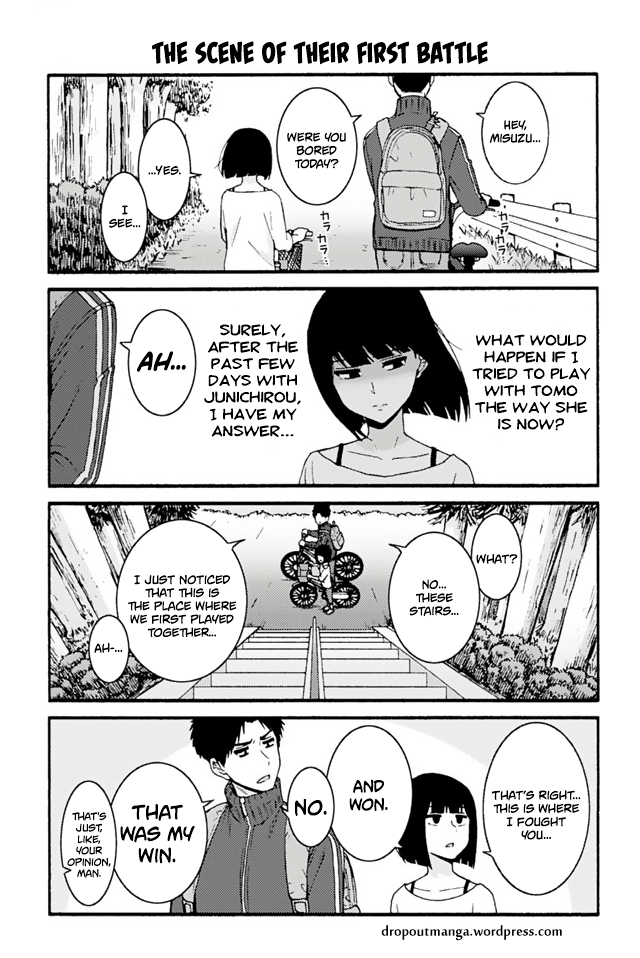 THE SCENE OF THEIR FIRST BATTLE
HEY,
MISUZU...
WERE YOU
BORED
TODAY?
...YES.
I
SEE...
カラ
カラ...
WHAT WOULD
HAPPEN IF I
TRIED TO PLAY
WITH TOMO
THE WAY SHE
IS NOW?
SURELY,
AFTER THE
PAST FEW
DAYS WITH
JUNICHIROU,
I HAVE MY
ANSWER...
AH...
WHAT?
NO...
THESE
STAIRS...
I JUST NOTICED
THAT THIS IS
THE PLACE WHERE
WE FIRST PLAYED
TOGETHER...
AH-...
THAT'S RIGHT...
THIS IS WHERE
I FOUGHT
YOU...
AND
WON.
NO.
THAT
WAS MY
WIN.
THAT'S
JUST,
LIKE,
YOUR
OPINION,
MAN.
dropoutmanga.wordpress.com